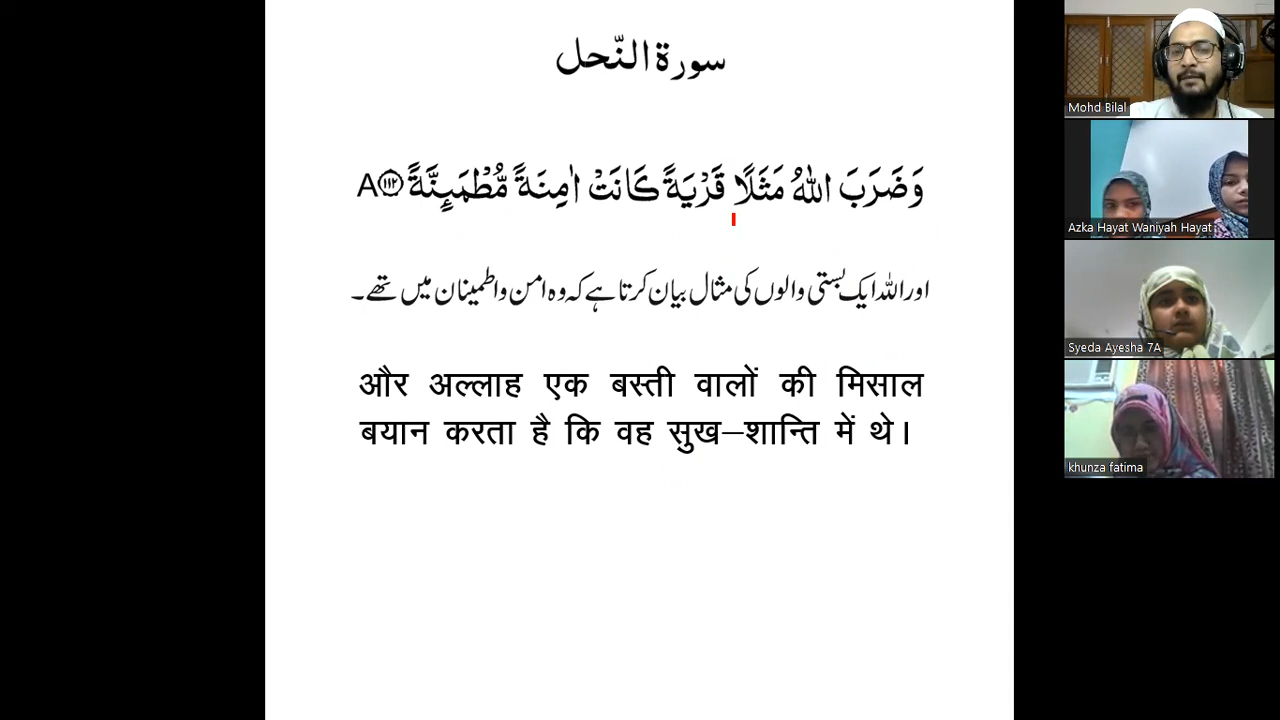 سورة النّحل
وَضَرَبَ اللّٰهُ مَثَلًا قَرْيَةً كَانَتْ اٰمِنَةً مُّطْمَىِٕنَّةً ۝۱۱۲ A
اور اللہ ایک بستی والوں کی مثال بیان کرتا ہے کہ وہ امن و اطمینان میں تھے۔
और अल्लाह एक बस्ती वालों की मिसाल
बयान करता है कि वह सुख–शान्ति में थे।
Mohd Bilal
Azka Hayat Waniyah Hayat
Syeda Ayesha 7A
khunza fatima